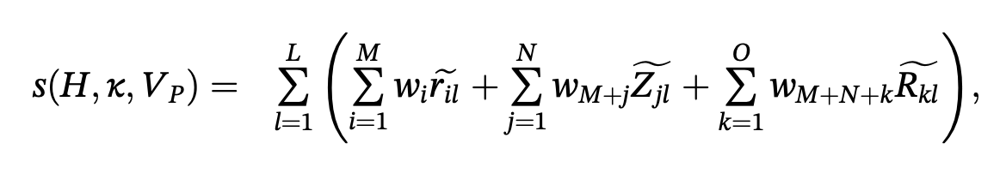 s(H, κ, V_P) = \sum_{l=1}^{L} \left( \sum_{i=1}^{M} w_i \widetilde{r_{il}} + \sum_{j=1}^{N} w_{M+j} \widetilde{Z_{jl}} + \sum_{k=1}^{O} w_{M+N+k} \widetilde{R_{kl}} \right),